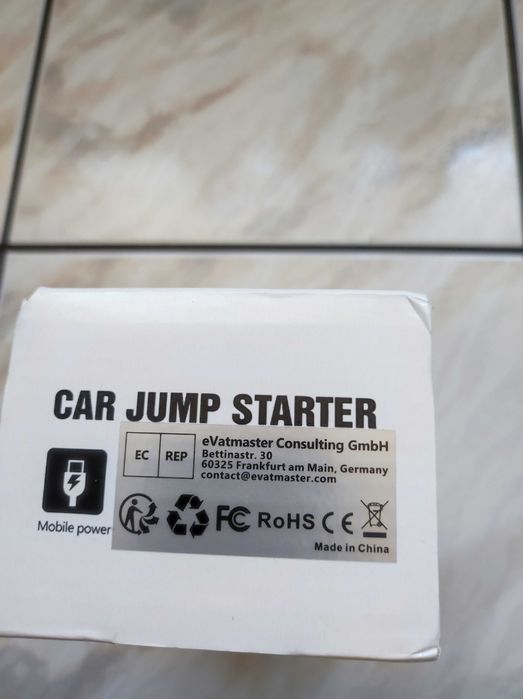 CAR JUMP STARTER
EC REP
eVatmaster Consulting GmbH
Bettinastr. 30
60325 Frankfurt am Main, Germany
contact@evatmaster.com
Mobile power
FC RoHS CE
Made in China